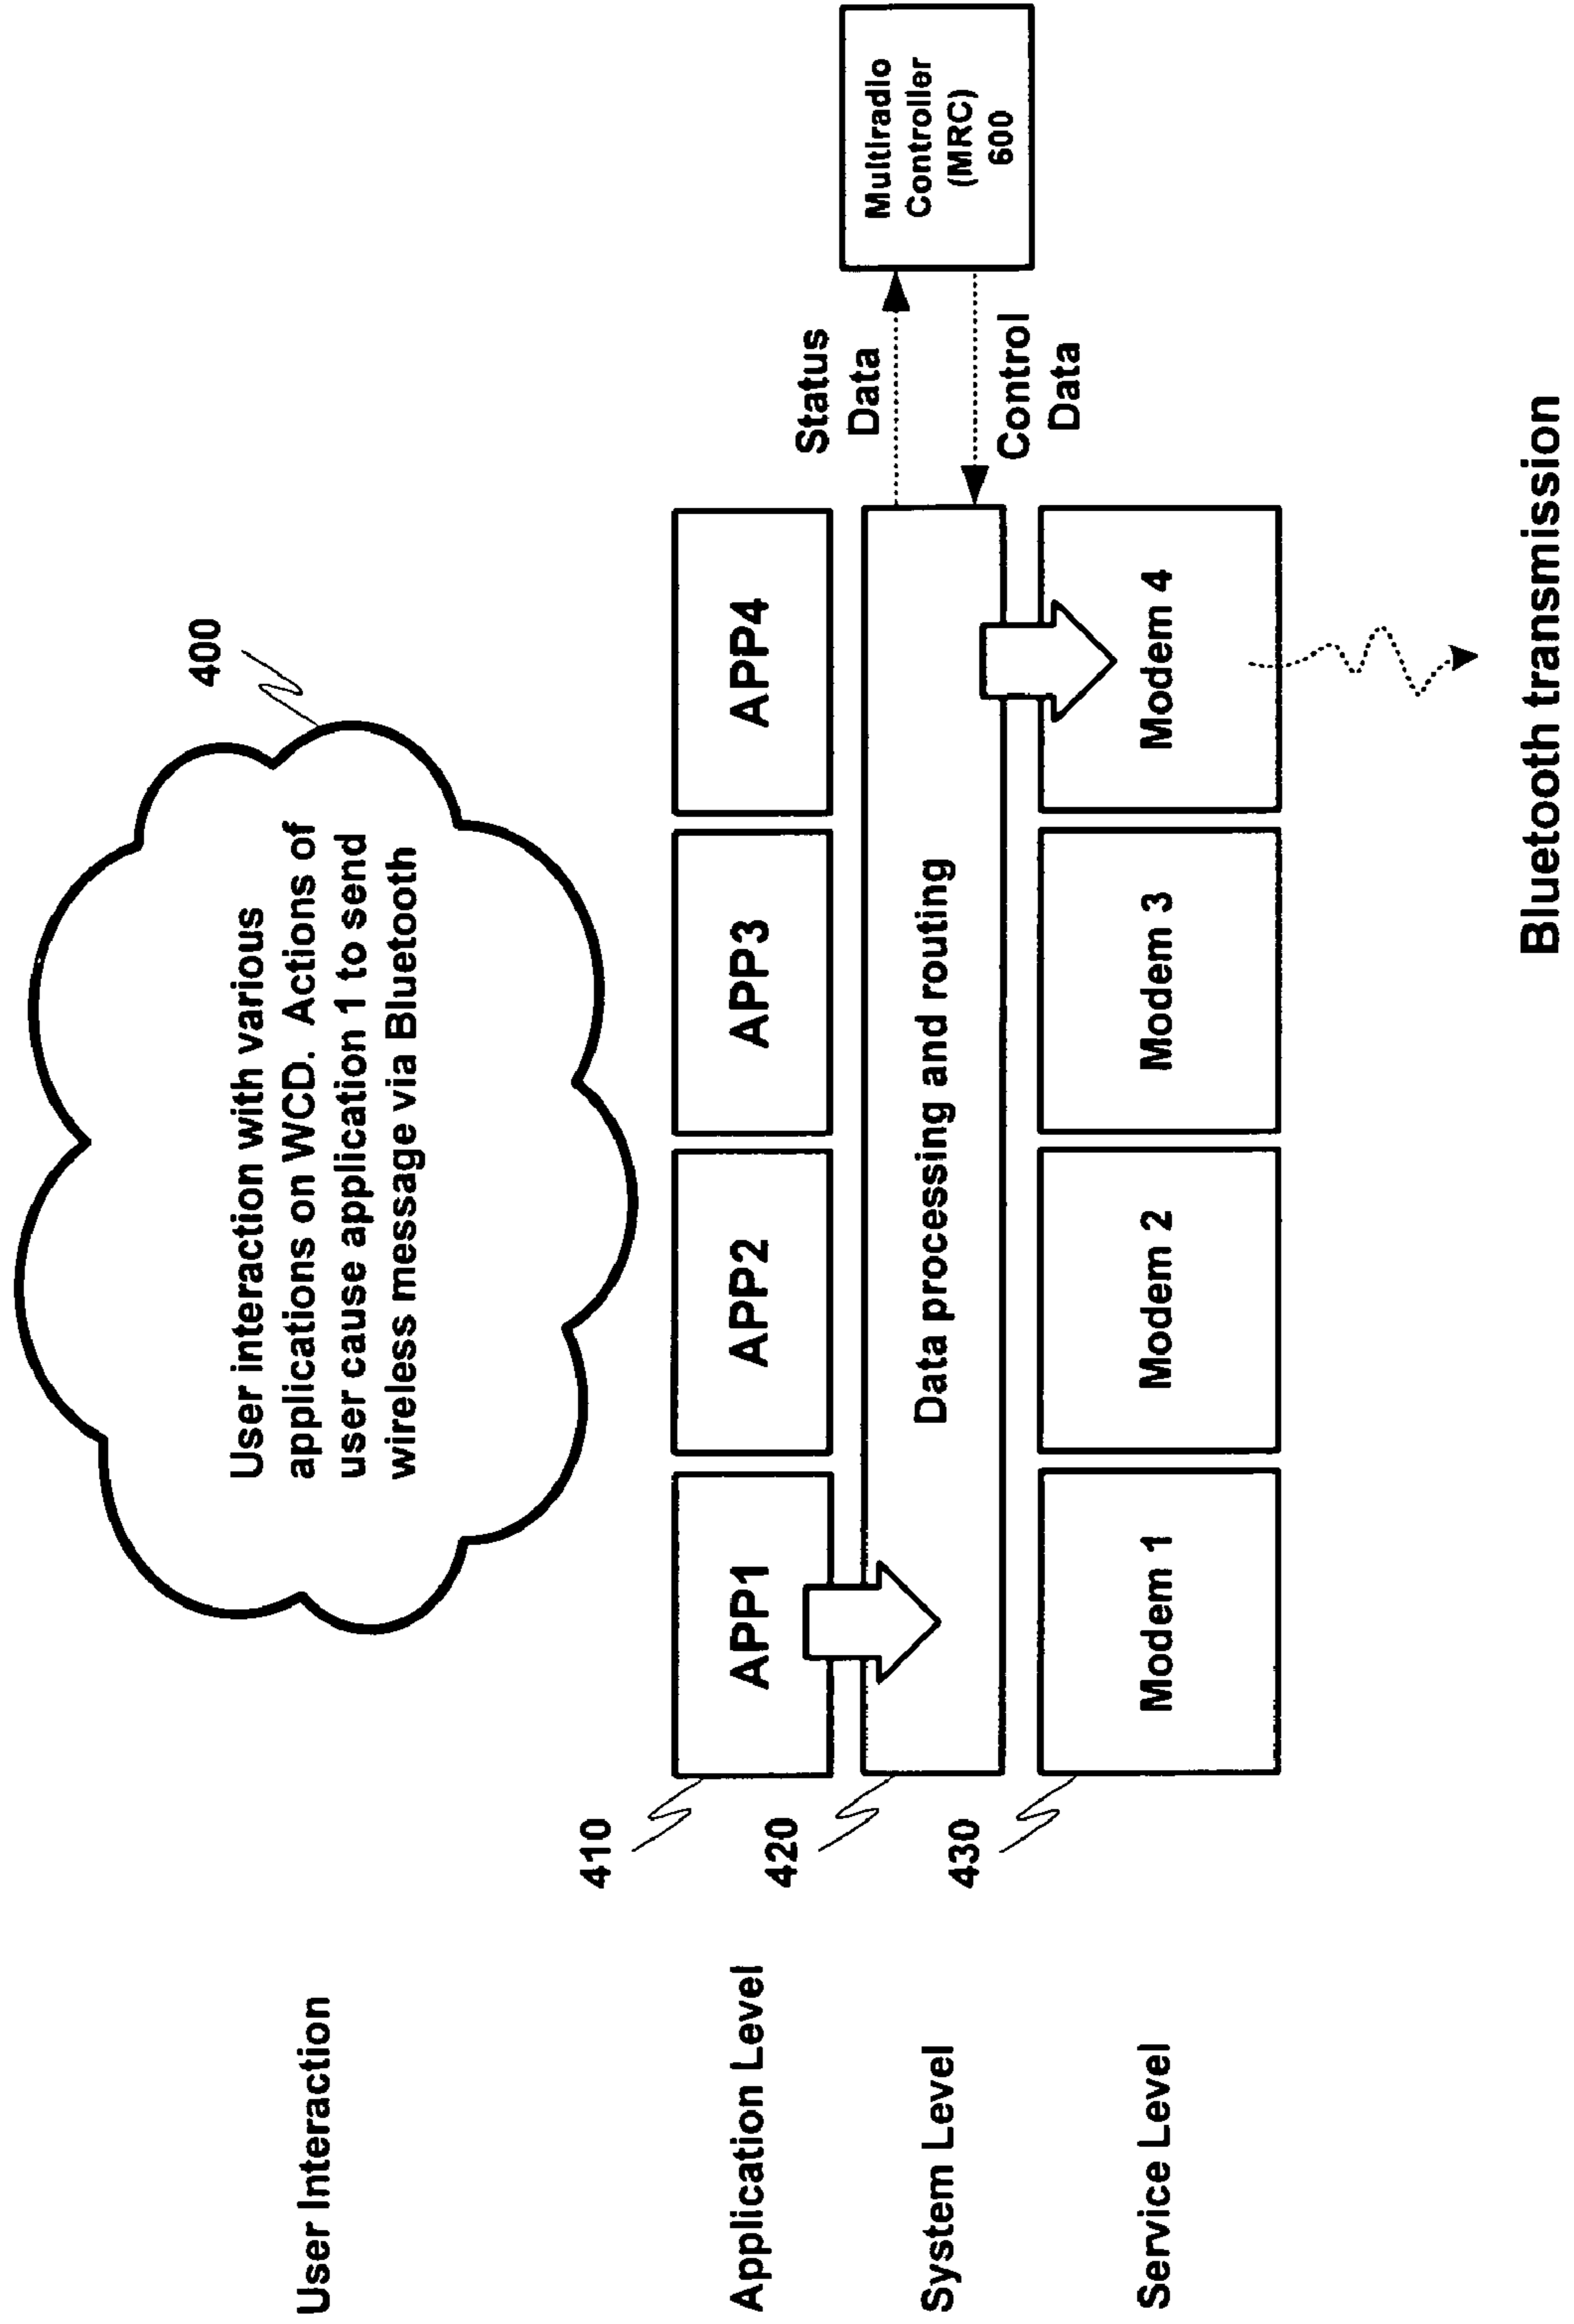 User Interaction
400
User interaction with various
applications on WCD.  Actions of
user cause application 1 to send
wireless message via Bluetooth
Application Level
410
APP1
APP2
APP3
APP4
System Level
420
Data processing and routing
Status
Data
Control
Data
Multiradio
Controller
(MRC)
600
Service Level
430
Modem 1
Modem 2
Modem 3
Modem 4
Bluetooth transmission